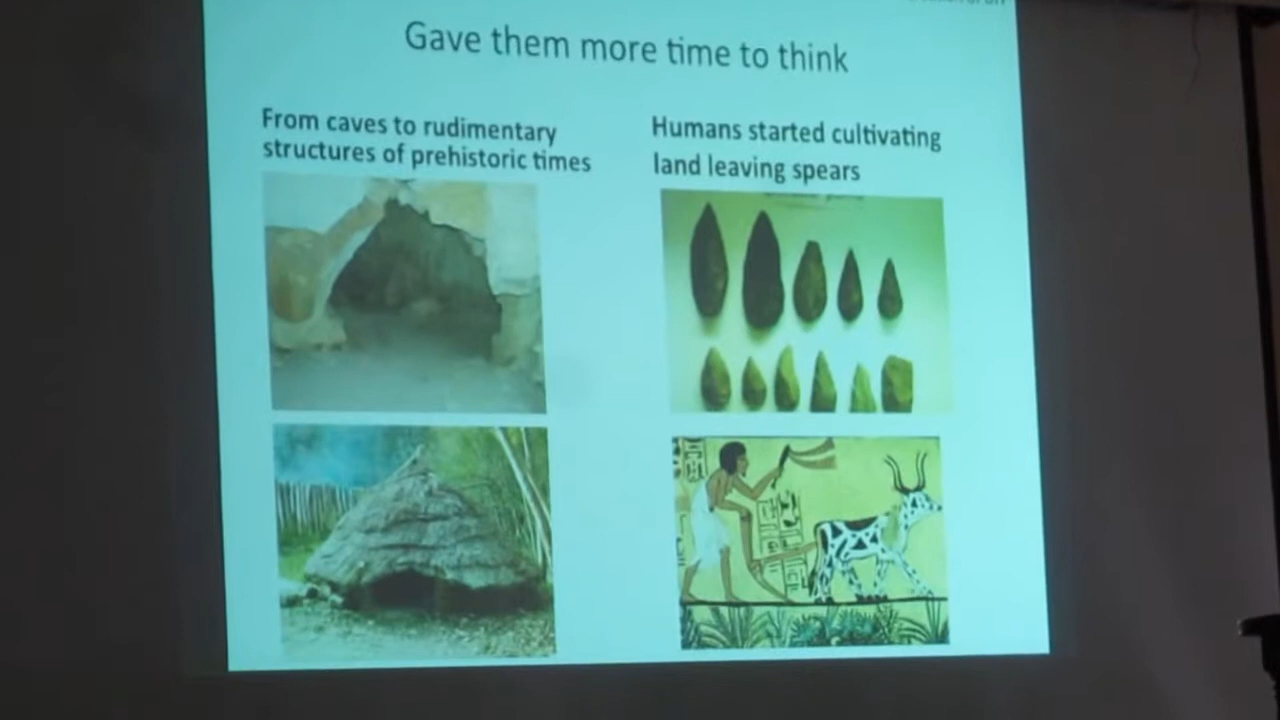 Gave them more time to think
From caves to rudimentary
structures of prehistoric times
Humans started cultivating
land leaving spears